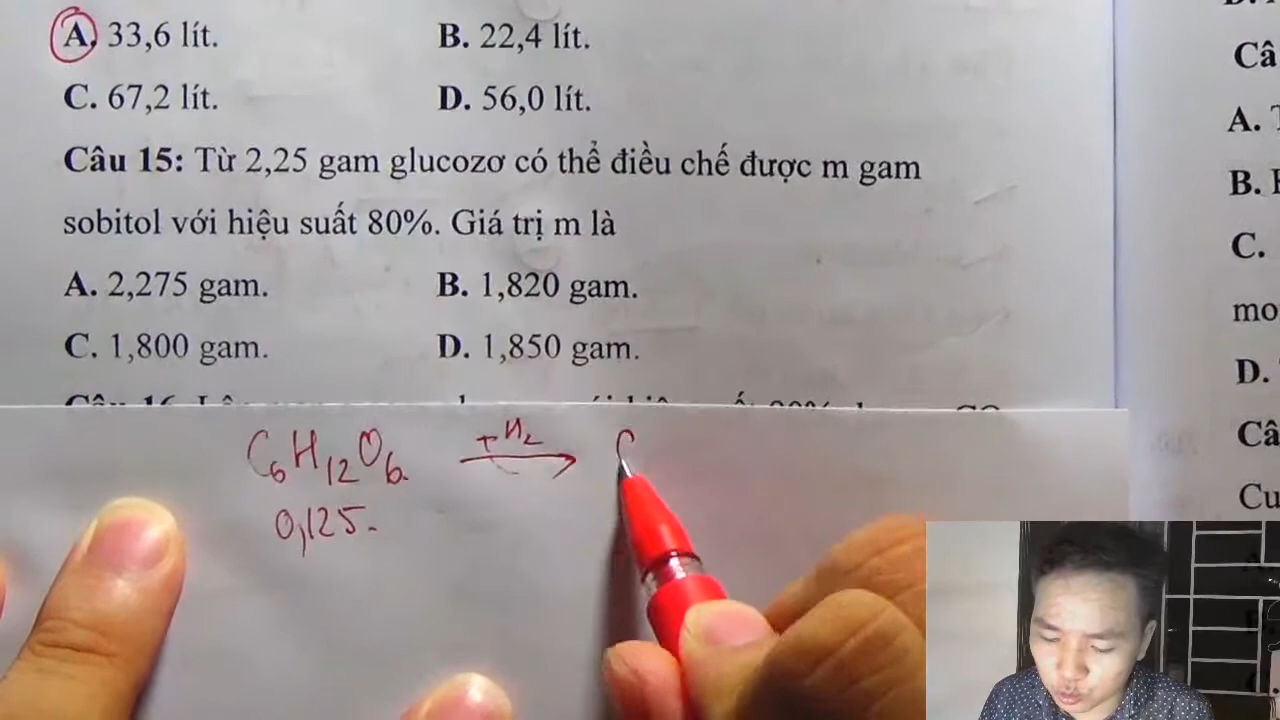 A. 33,6 lít. B. 22,4 lít.
C. 67,2 lít. D. 56,0 lít.
Câu 15: Từ 2,25 gam glucozơ có thể điều chế được m gam
sobitol với hiệu suất 80%. Giá trị m là
A. 2,275 gam. B. 1,820 gam.
C. 1,800 gam. D. 1,850 gam.
C6H12O6. +H2 → C
0,125.
Câ
A.
B.
C.
mo
D.
Câ
Cu